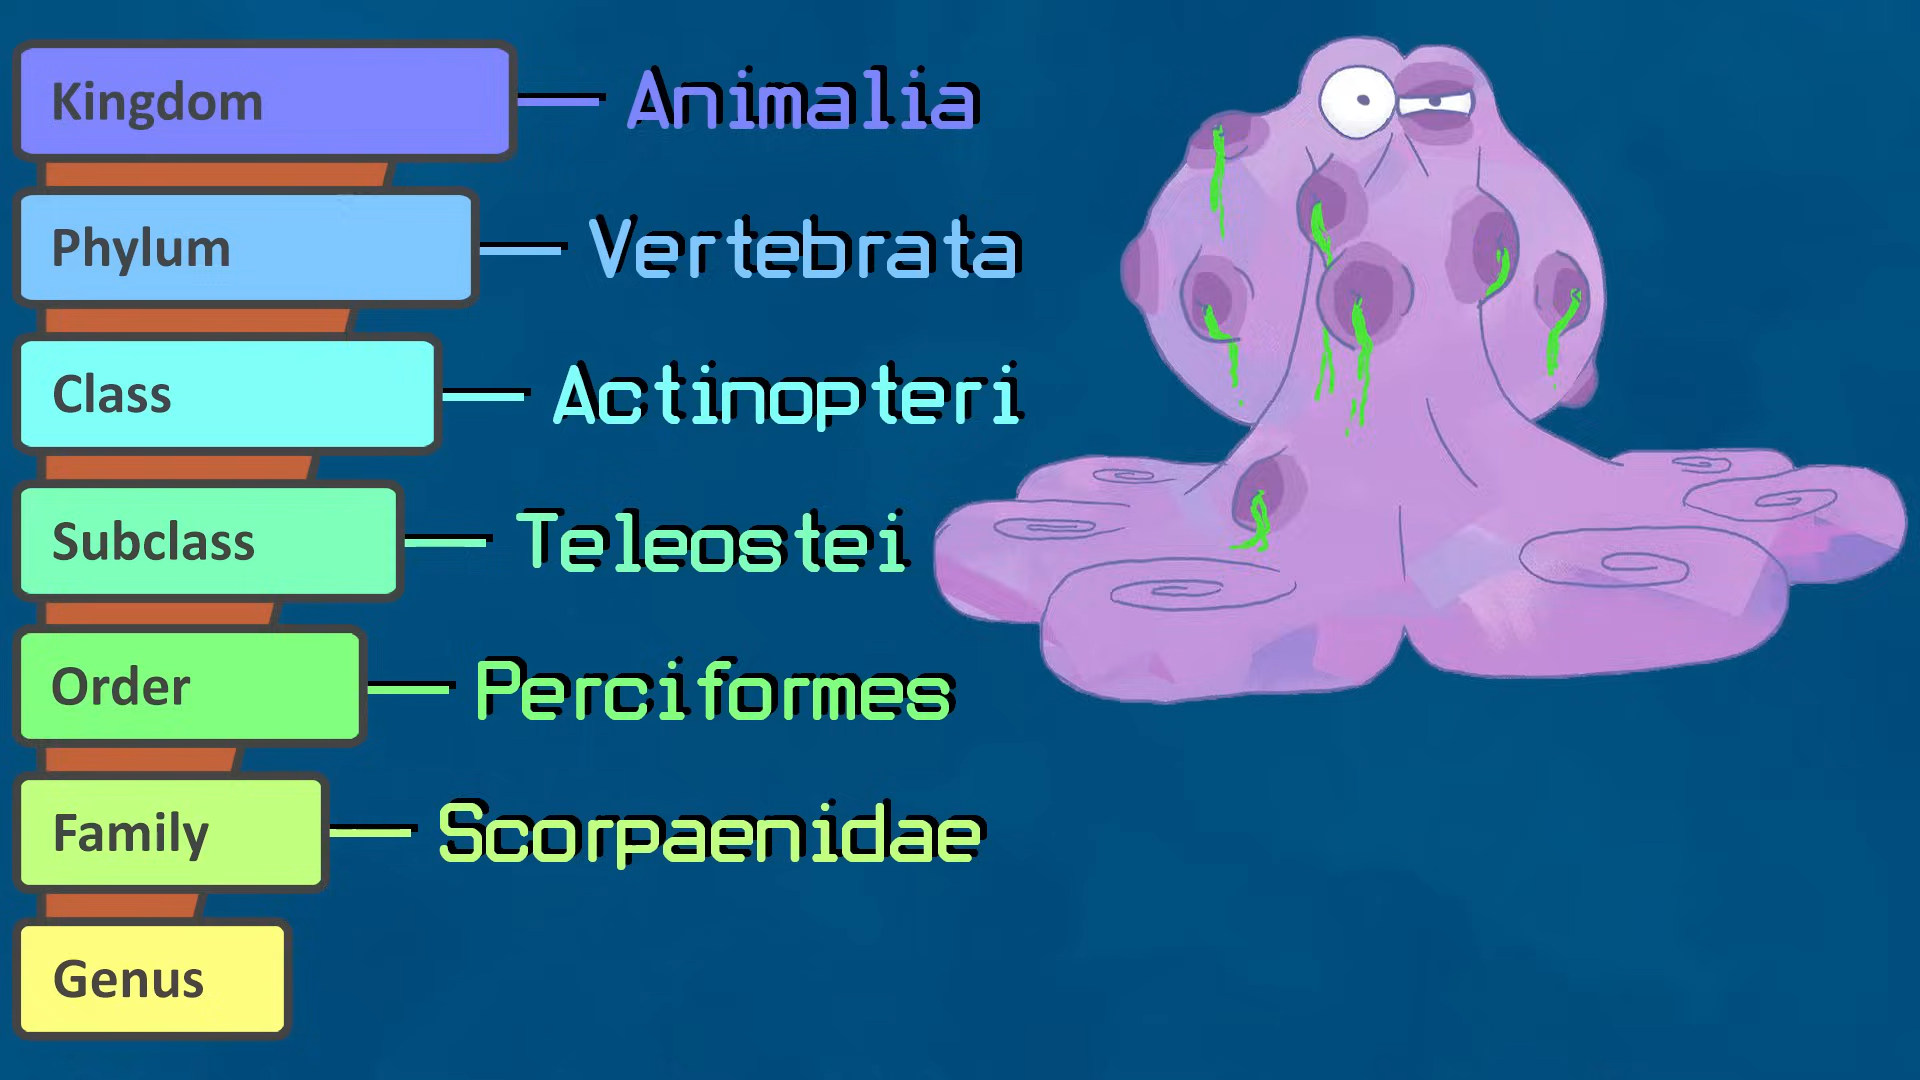 Kingdom Animalia
Phylum Vertebrata
Class Actinopteri
Subclass Teleostei
Order Perciformes
Family Scorpaenidae
Genus